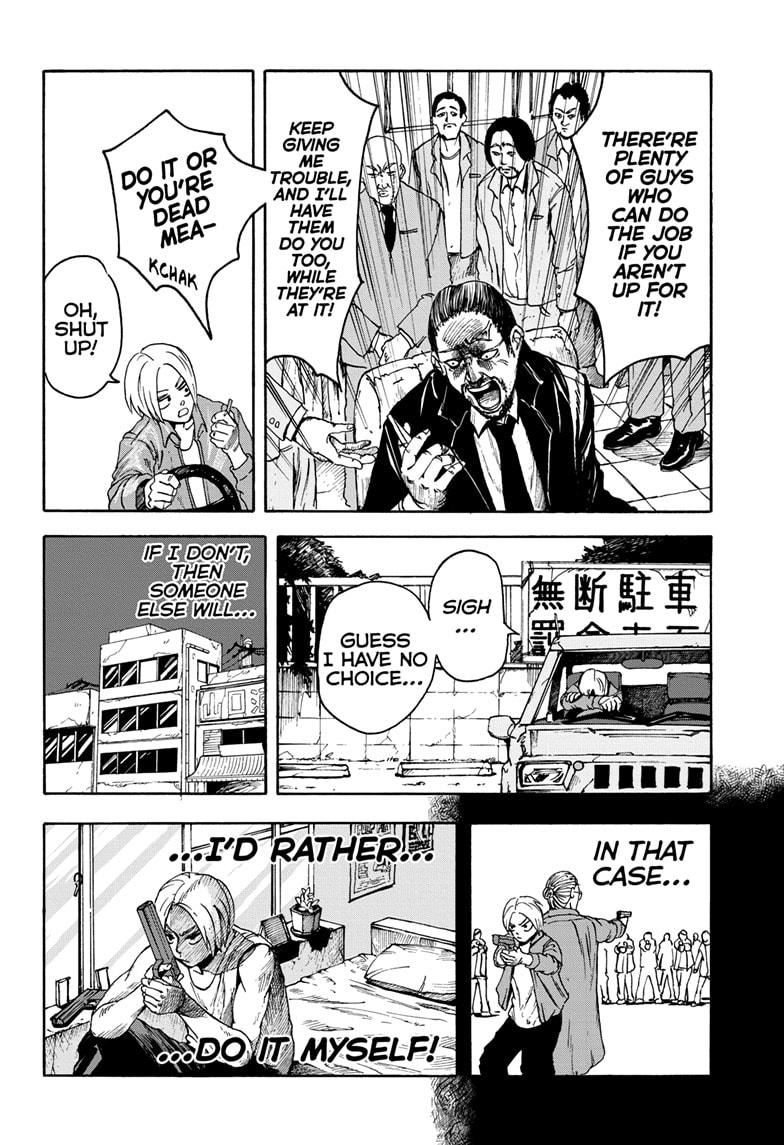 THERE'RE
PLENTY
OF GUYS
WHO
CAN DO
THE JOB
IF YOU
AREN'T
UP FOR
IT!
KEEP
GIVING
ME
TROUBLE,
AND I'LL
HAVE
THEM
DO YOU
TOO,
WHILE
THEY'RE
AT IT!
DO IT OR
YOU'RE
DEAD
MEA-
KCHAK
OH,
SHUT
UP!
無断駐車
SIGH
...
GUESS
I HAVE NO
CHOICE...
IF I DON'T,
THEN
SOMEONE
ELSE WILL...
IN THAT
CASE...
...I'D RATHER...
...DO IT MYSELF!